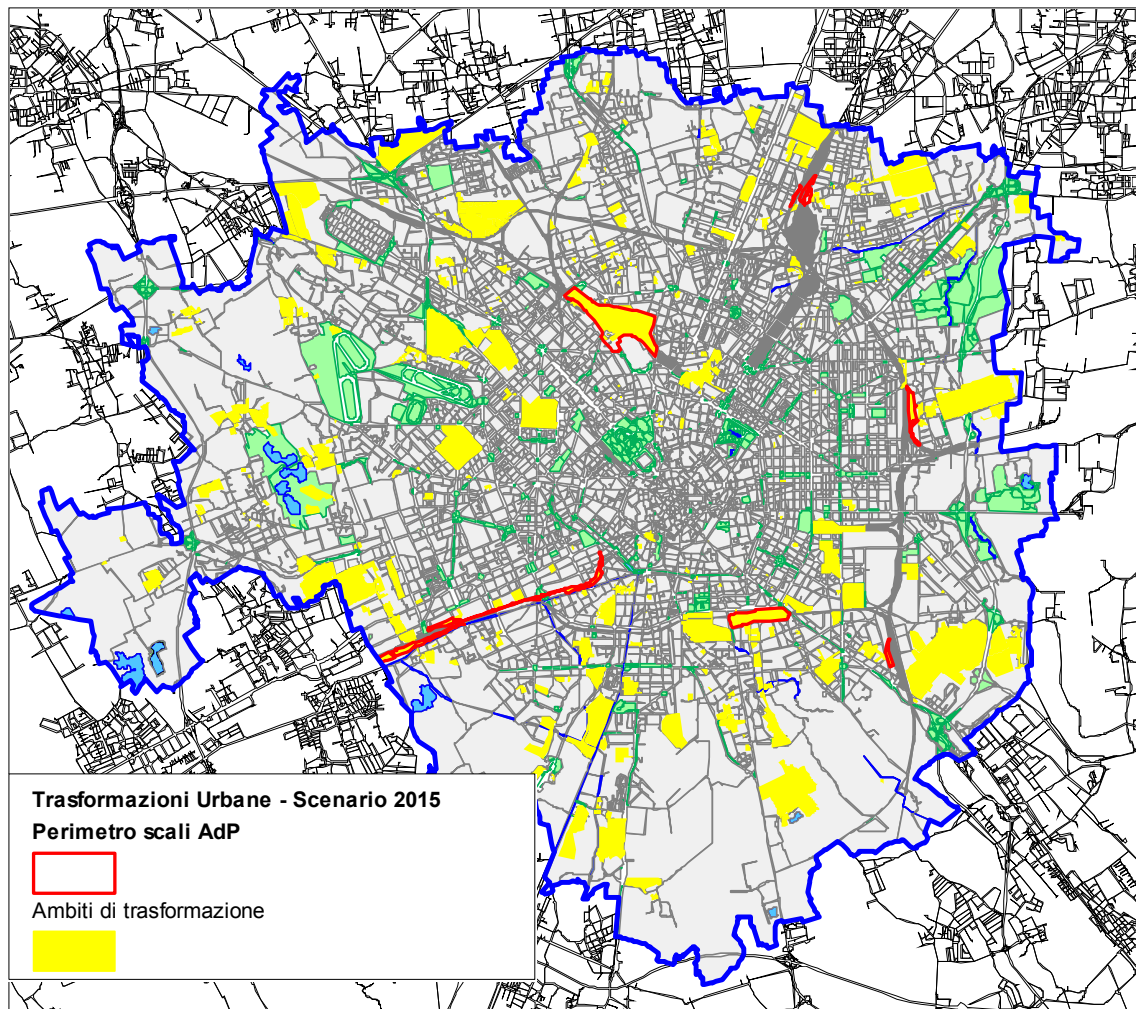 Trasformazioni Urbane - Scenario 2015
Perimetro scali AdP
Ambiti di trasformazione